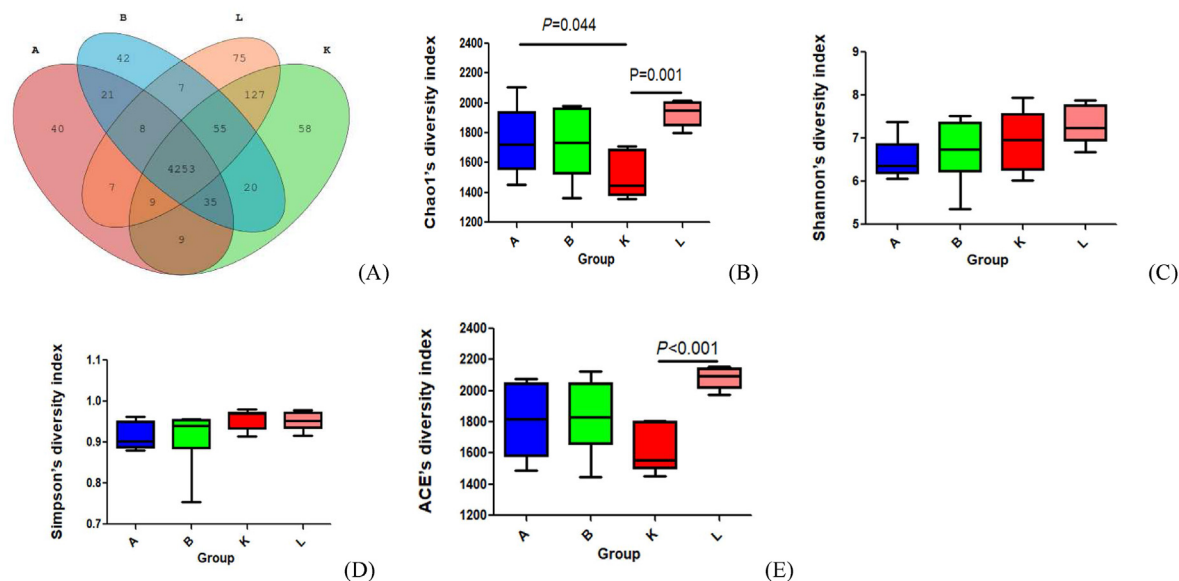 A
B
L
K
42
75
21
7
127
40
8
55
58
4253
7
20
9
35
9
(A)
P=0.044
P=0.001
Chao1's diversity index
2400
2200
2000
1800
1600
1400
1200
A
B
K
L
Group
(B)
Shannon's diversity index
9
8
7
6
5
A
B
K
L
Group
(C)
Simpson's diversity index
1.1
1.0
0.9
0.8
0.7
A
B
K
L
Group
(D)
P<0.001
ACE's diversity index
2400
2200
2000
1800
1600
1400
1200
A
B
K
L
Group
(E)